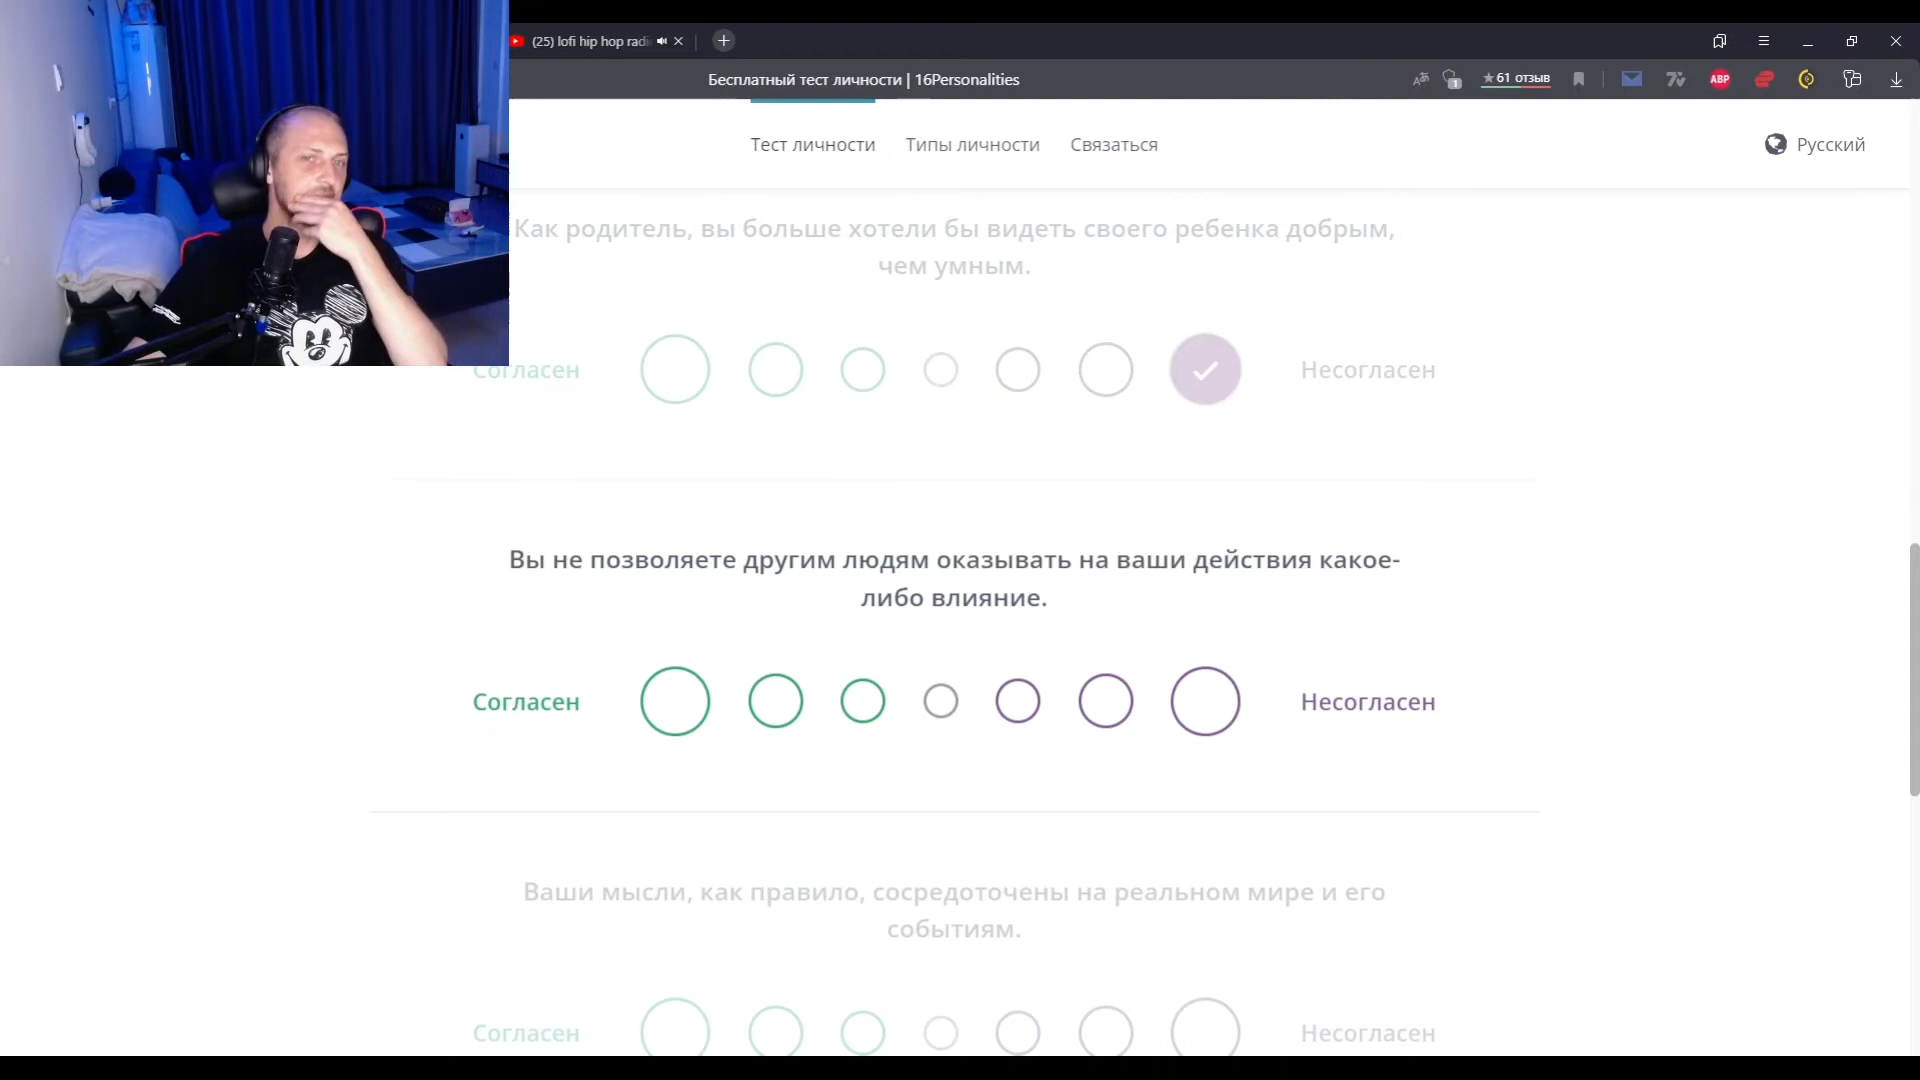 (25) lofi hip hop radi
Бесплатный тест личности | 16Personalities
1
★61 отзыв
ABP
Тест личности
Типы личности
Связаться
Русский
Как родитель, вы больше хотели бы видеть своего ребенка добрым,
чем умным.
Согласен
Несогласен
Вы не позволяете другим людям оказывать на ваши действия какое-
либо влияние.
Согласен
Несогласен
Ваши мысли, как правило, сосредоточены на реальном мире и его
событиям.
Согласен
Несогласен